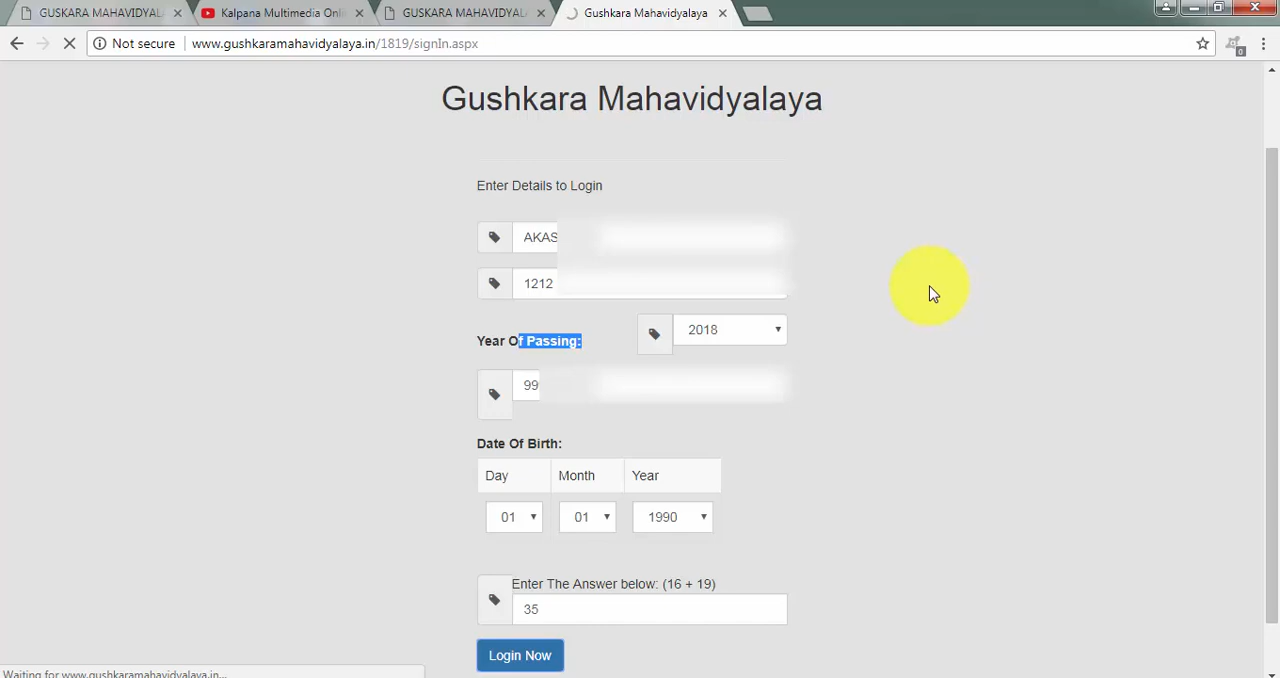 GUSHKARA MAHAVIDYAL
Kalpana Multimedia Onl
GUSKARA MAHAVIDYAL
Gushkara Mahavidyalaya
Not secure
www.gushkaramahavidyalaya.in/1819/signIn.aspx
0
Gushkara Mahavidyalaya
Enter Details to Login
AKAS
1212
Year Of Passing:
2018
99
Date Of Birth:
Day Month Year
01 01 1990
Enter The Answer below: (16 + 19)
35
Login Now
Waiting for www.gushkaramahavidyalaya.in...